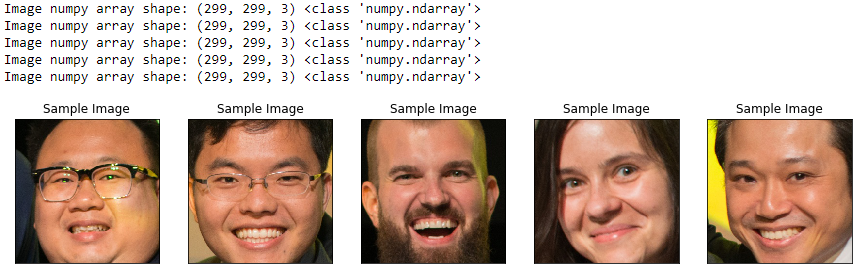 Image numpy array shape: (299, 299, 3) <class 'numpy.ndarray'>
Image numpy array shape: (299, 299, 3) <class 'numpy.ndarray'>
Image numpy array shape: (299, 299, 3) <class 'numpy.ndarray'>
Image numpy array shape: (299, 299, 3) <class 'numpy.ndarray'>
Image numpy array shape: (299, 299, 3) <class 'numpy.ndarray'>
Sample Image Sample Image Sample Image Sample Image Sample Image